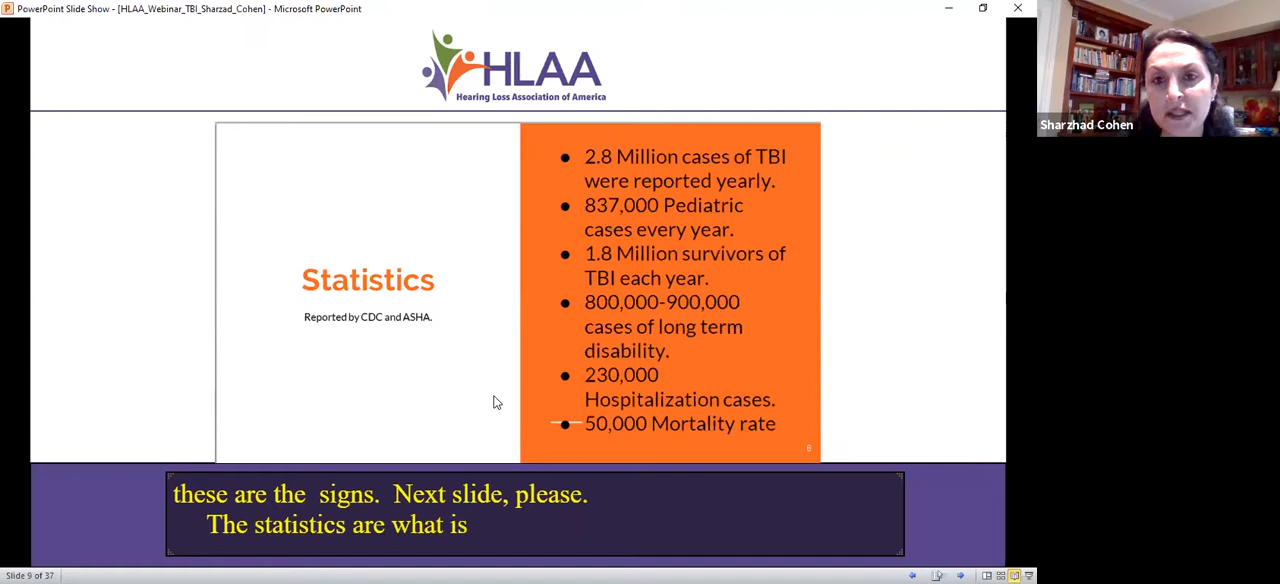 PowerPoint Slide Show - [HLAA_Webinar_TBI_Sharzad_Cohen] - Microsoft PowerPoint
HLAA
Hearing Loss Association of America
Sharzhad Cohen
Statistics
Reported by CDC and ASHA.
● 2.8 Million cases of TBI
were reported yearly.
● 837,000 Pediatric
cases every year.
● 1.8 Million survivors of
TBI each year.
● 800,000-900,000
cases of long term
disability.
● 230,000
Hospitalization cases.
● 50,000 Mortality rate
8
these are the signs. Next slide, please.
The statistics are what is
Slide 9 of 37